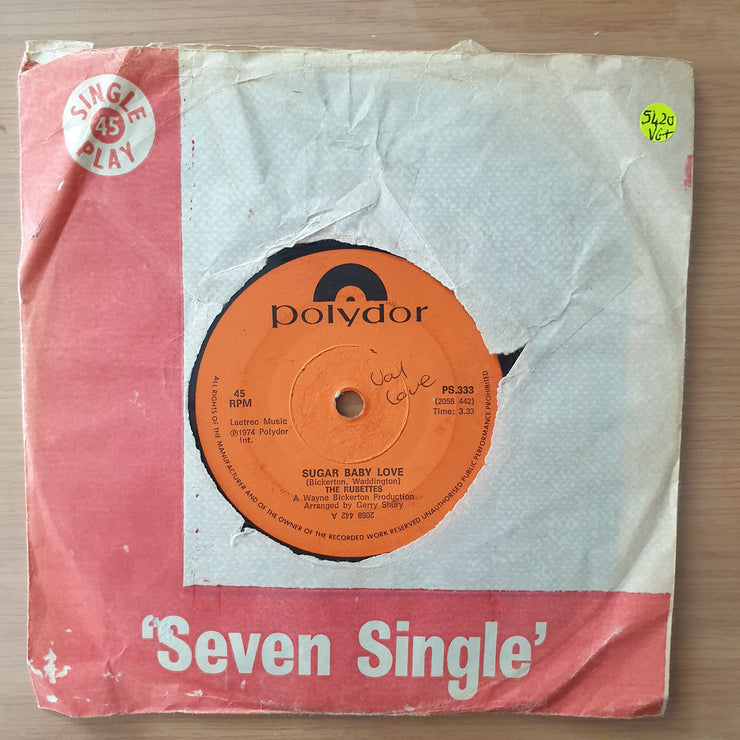 SINGLE
45
PLAY
5420
VG+
polydor
45
RPM
PS.333
(2058 442)
Time: 3.33
Laetrec Music
℗1974 Polydor
Int.
SUGAR BABY LOVE
(Bickerton, Waddington)
THE RUBETTES
A Wayne Bickerton Production
Arranged by Gerry Shury
2058 442 A
ALL RIGHTS OF THE MANUFACTURER AND OF THE OWNER OF THE RECORDED WORK RESERVED UNAUTHORISED PUBLIC PERFORMANCE PROHIBITED
'Seven Single'